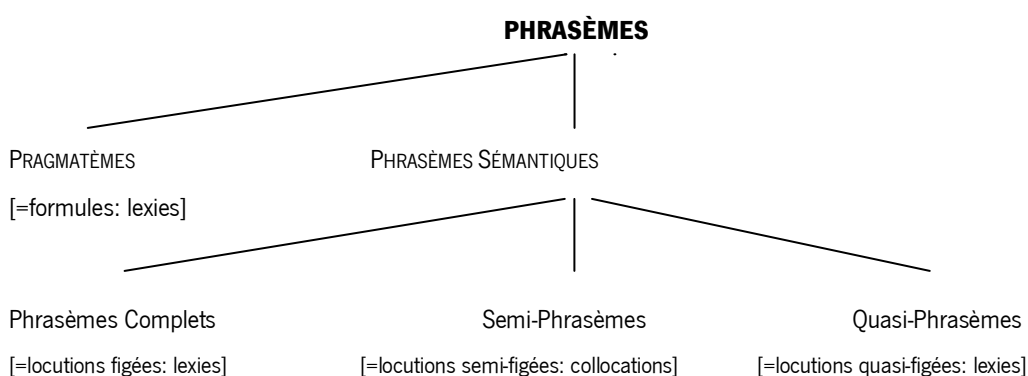 PHRASÈMES
PRAGMATÈMES PHRASÈMES SÉMANTIQUES
[=formules: lexies]
Phrasèmes Complets Semi-Phrasèmes Quasi-Phrasèmes
[=locutions figées: lexies] [=locutions semi-figées: collocations] [=locutions quasi-figées: lexies]